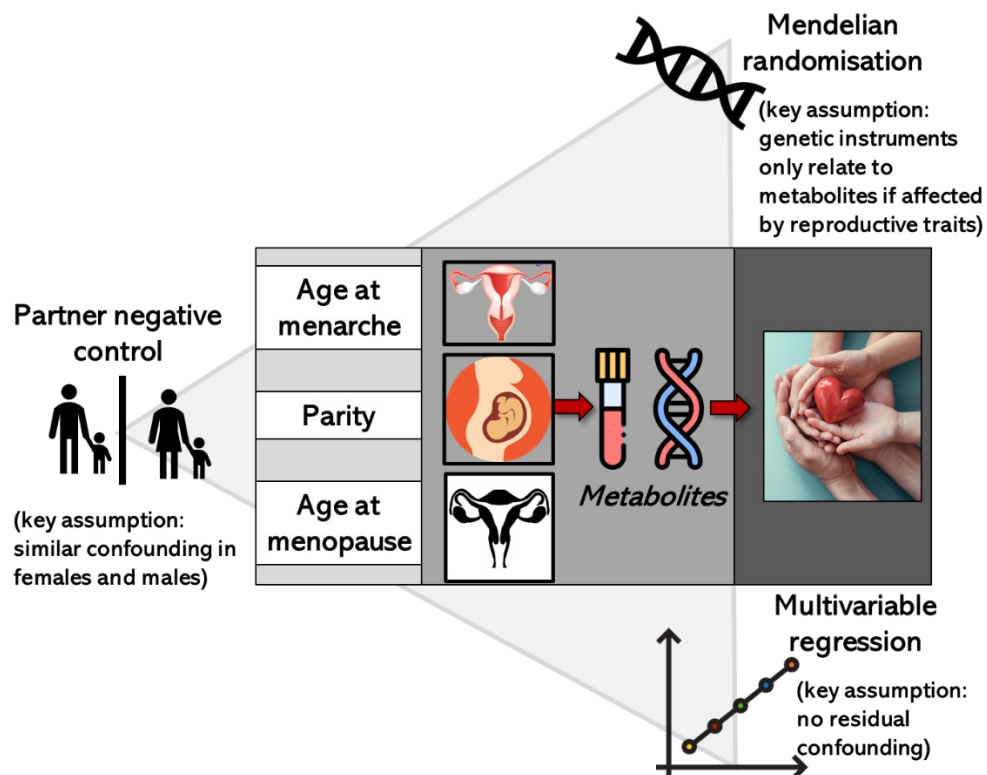 Mendelian
randomisation
(key assumption:
genetic instruments
only relate to
metabolites if affected
by reproductive traits)
Partner negative
control
(key assumption:
similar confounding in
females and males)
Age at
menarche
Parity
Age at
menopause
Metabolites
Multivariable
regression
(key assumption:
no residual
confounding)